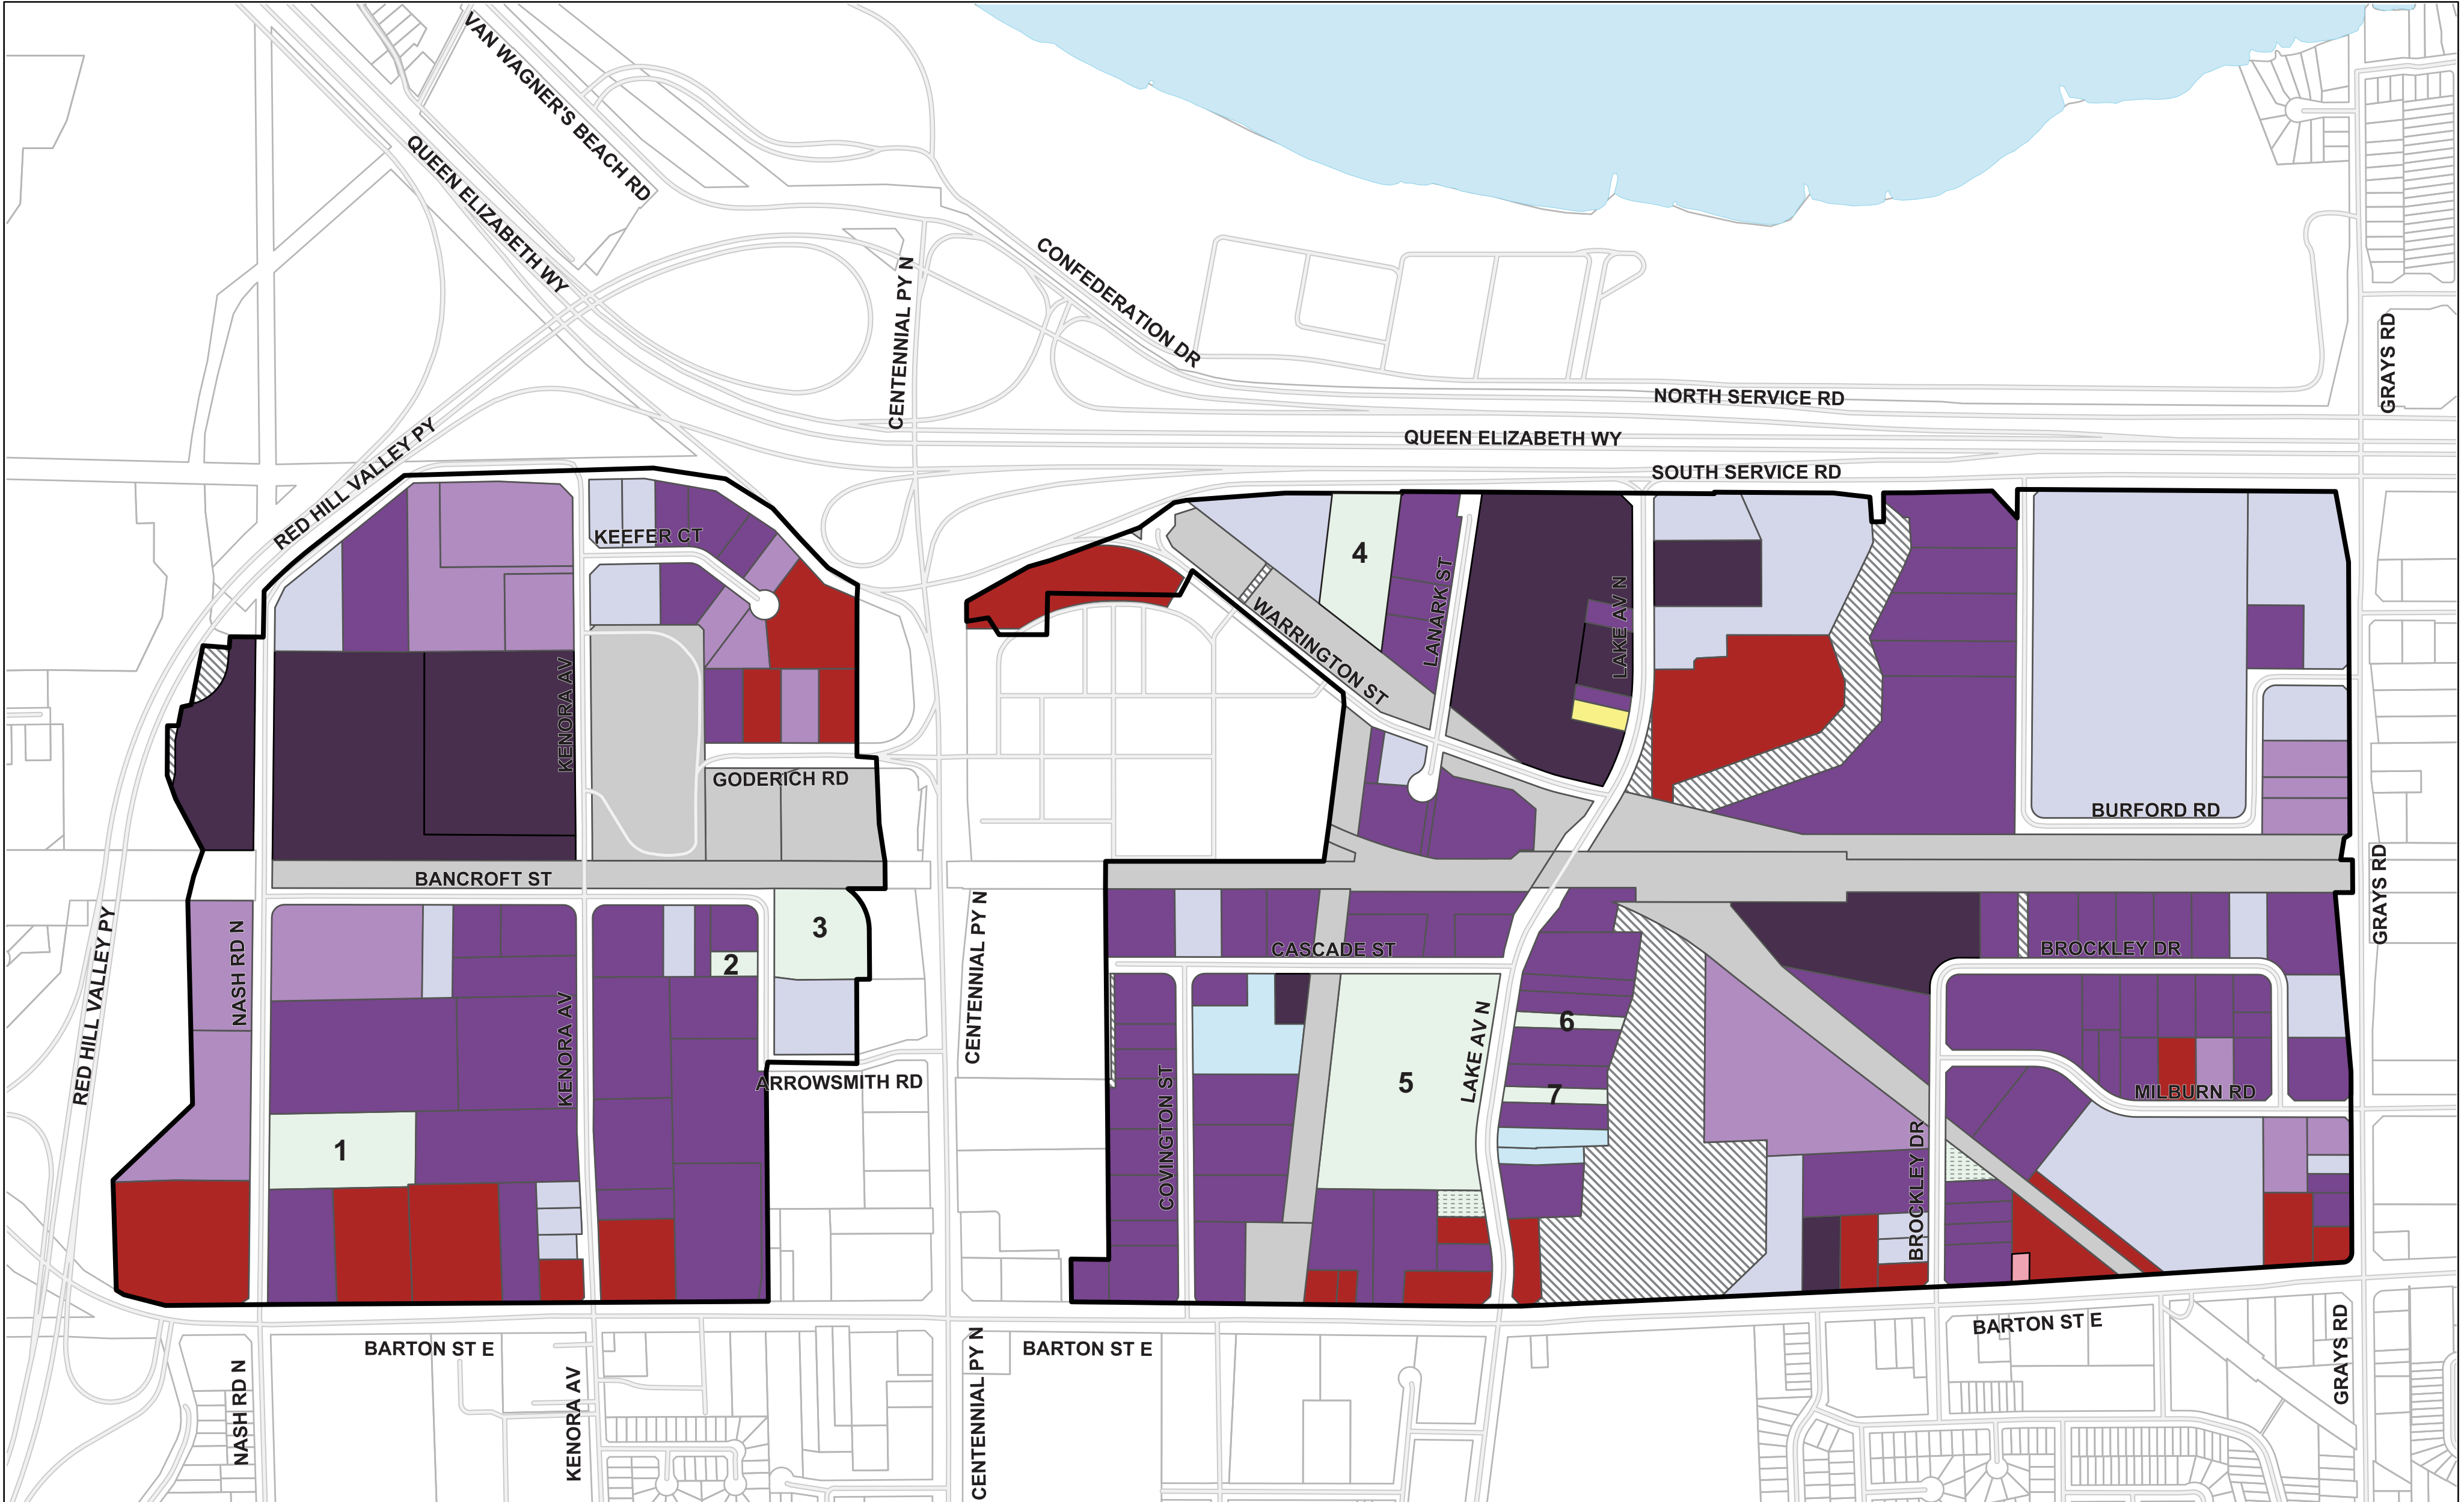 VAN WAGNER'S BEACH RD
QUEEN ELIZABETH WY
CENTENNIAL PY N
CONFEDERATION DR
GRAYS RD
NORTH SERVICE RD
QUEEN ELIZABETH WY
SOUTH SERVICE RD
RED HILL VALLEY PY
KEEFER CT
4
LANARK ST
LAKE AV N
WARRINGTON ST
KENORA AV
GODERICH RD
BURFORD RD
BANCROFT ST
GRAYS RD
3
NASH RD N
2
CENTENNIAL PY N
CASCADE ST
BROCKLEY DR
RED HILL VALLEY PY
KENORA AV
6
LAKE AV N
5
ARROWSMITH RD
7
MILBURN RD
COVINGTON ST
1
BROCKLEY DR
BARTON ST E
BARTON ST E
BARTON ST E
NASH RD N
KENORA AV
CENTENNIAL PY N
GRAYS RD